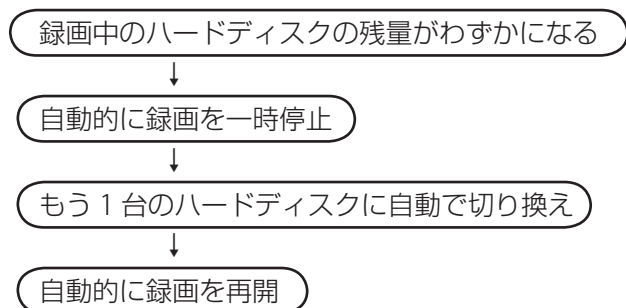 録画中のハードディスクの残量がわずかになる
自動的に録画を一時停止
もう1台のハードディスクに自動で切り換え
自動的に録画を再開